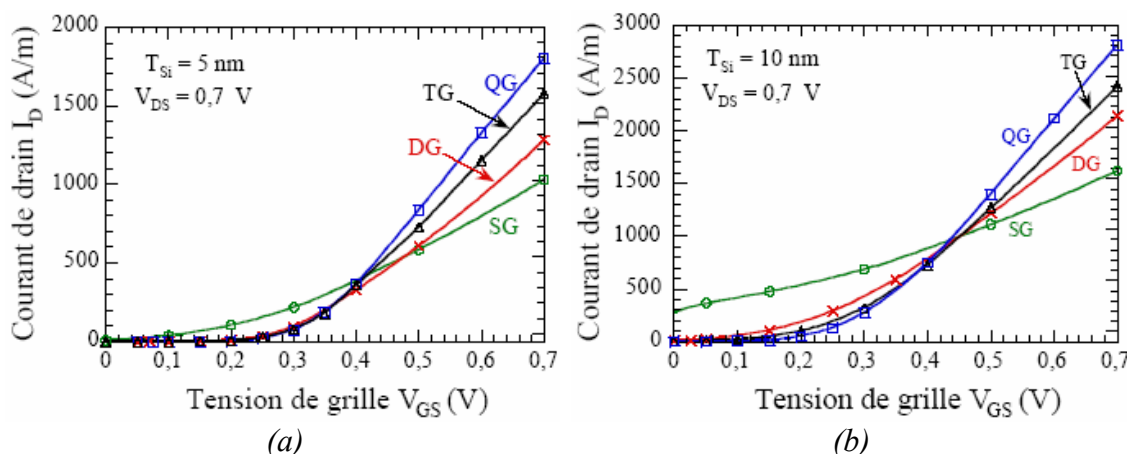 2000
1500
1000
500
0
Courant de drain I_D (A/m)
T_Si = 5 nm
V_DS = 0,7 V
QG
TG
DG
SG
0 0,1 0,2 0,3 0,4 0,5 0,6 0,7
Tension de grille V_GS (V)
(a)
3000
2500
2000
1500
1000
500
0
Courant de drain I_D (A/m)
T_Si = 10 nm
V_DS = 0,7 V
TG
QG
DG
SG
0 0,1 0,2 0,3 0,4 0,5 0,6 0,7
Tension de grille V_GS (V)
(b)